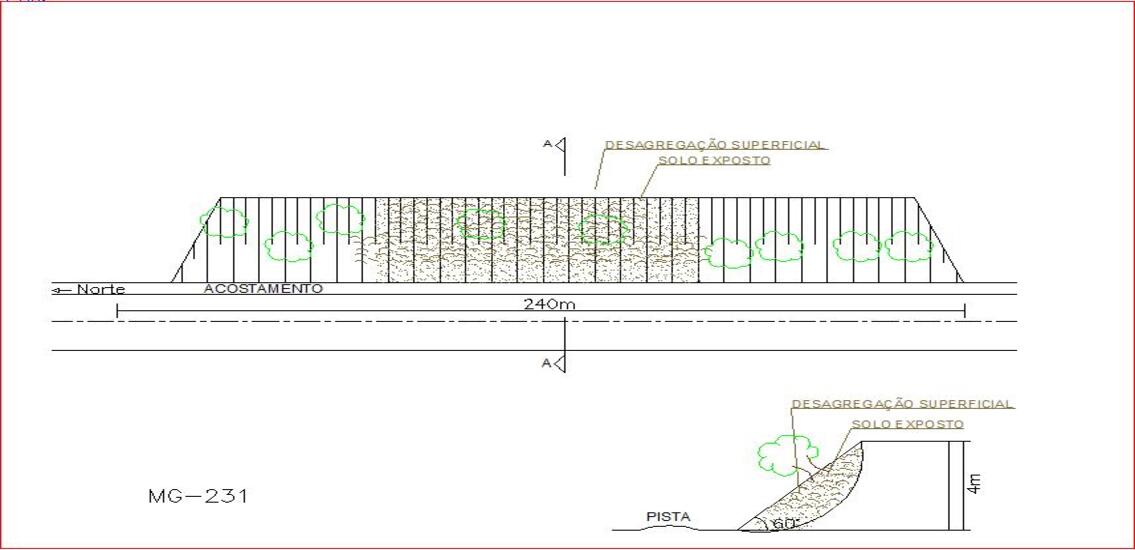 A
DESAGREGAÇÃO SUPERFICIAL
SOLO EXPOSTO
Norte
ACOSTAMENTO
240m
A
DESAGREGAÇÃO SUPERFICIAL
SOLO EXPOSTO
4m
MG-231
PISTA
60°